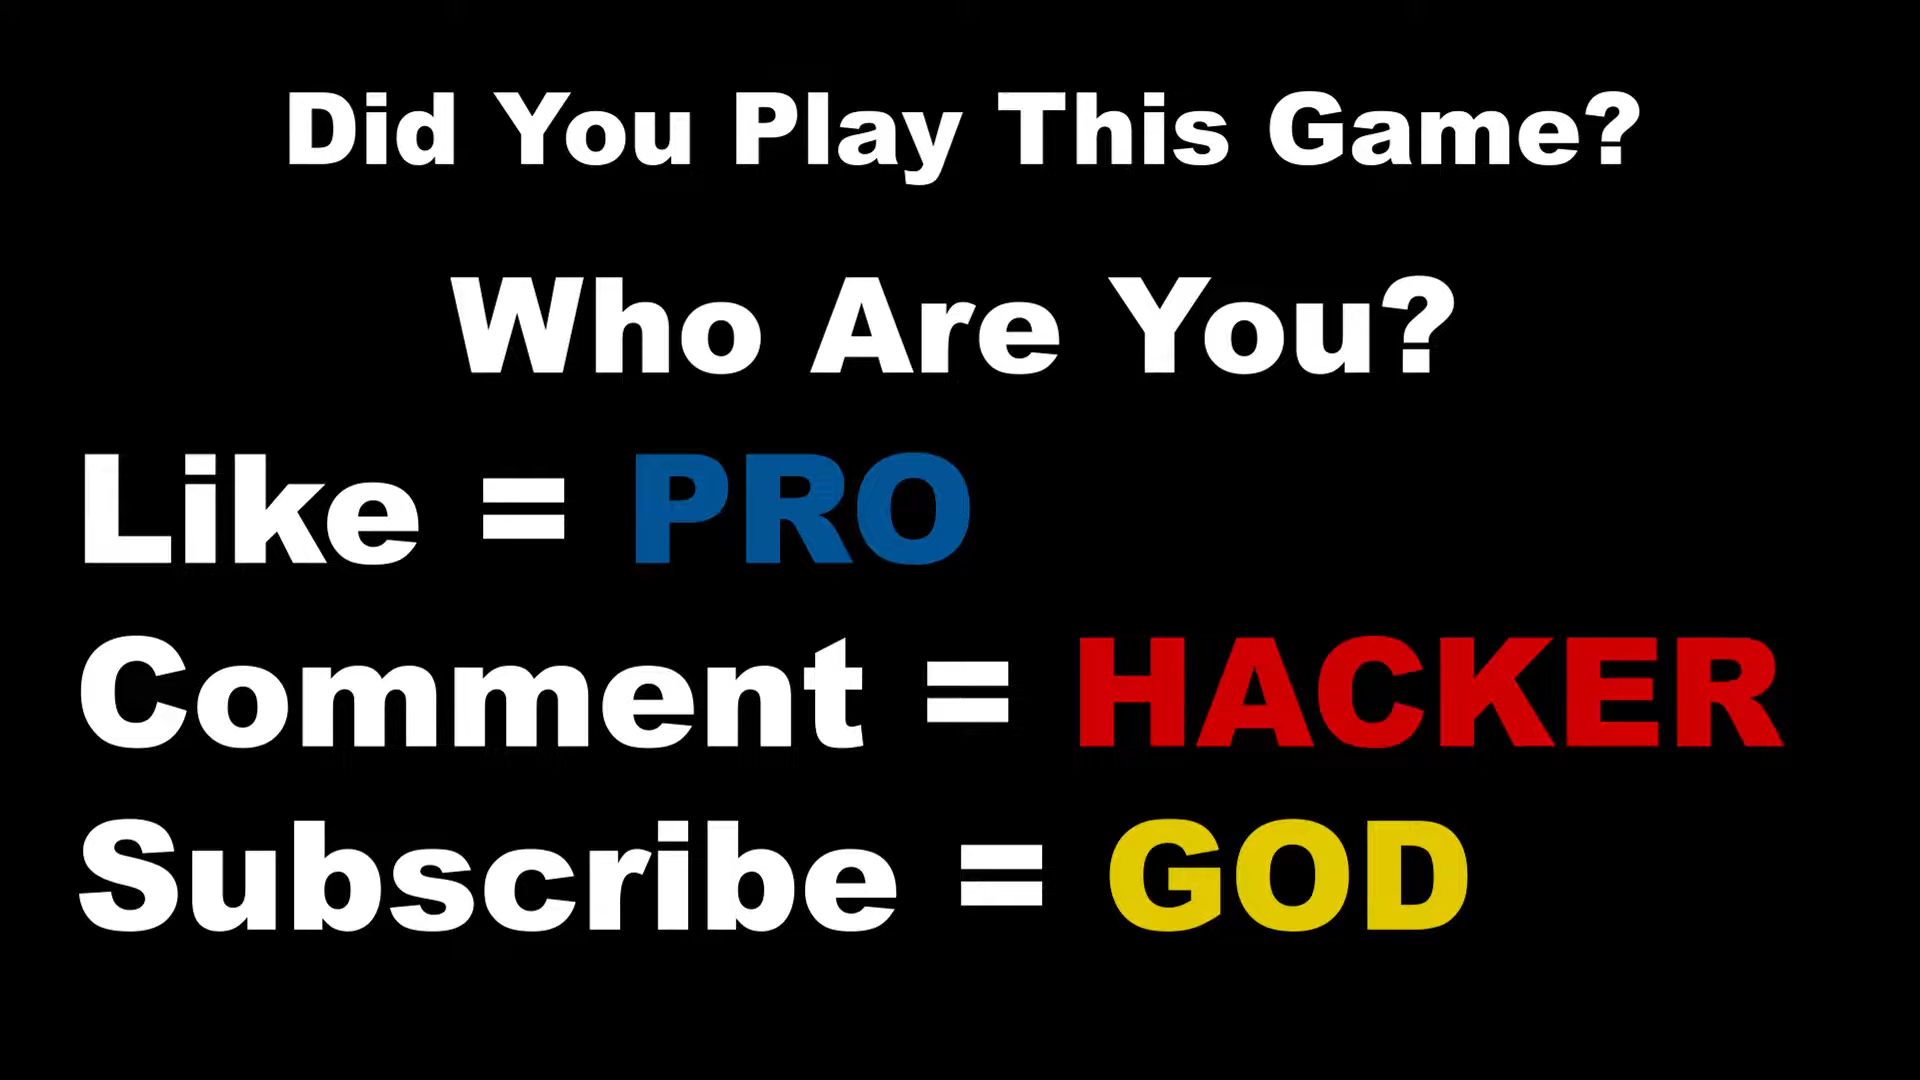 Did You Play This Game?
Who Are You?
Like = PRO
Comment = HACKER
Subscribe = GOD